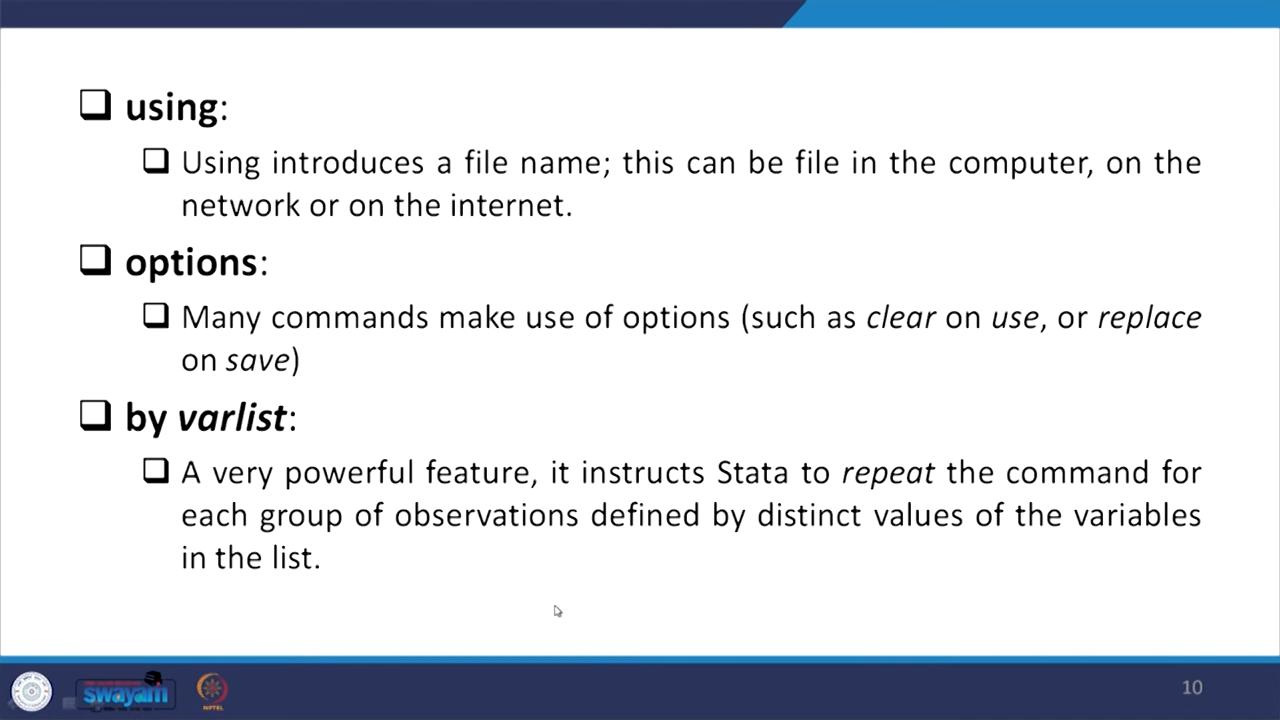 using:
Using introduces a file name; this can be file in the computer, on the
network or on the internet.
options:
Many commands make use of options (such as clear on use, or replace
on save)
by varlist:
A very powerful feature, it instructs Stata to repeat the command for
each group of observations defined by distinct values of the variables
in the list.
swayam
NPTEL
10